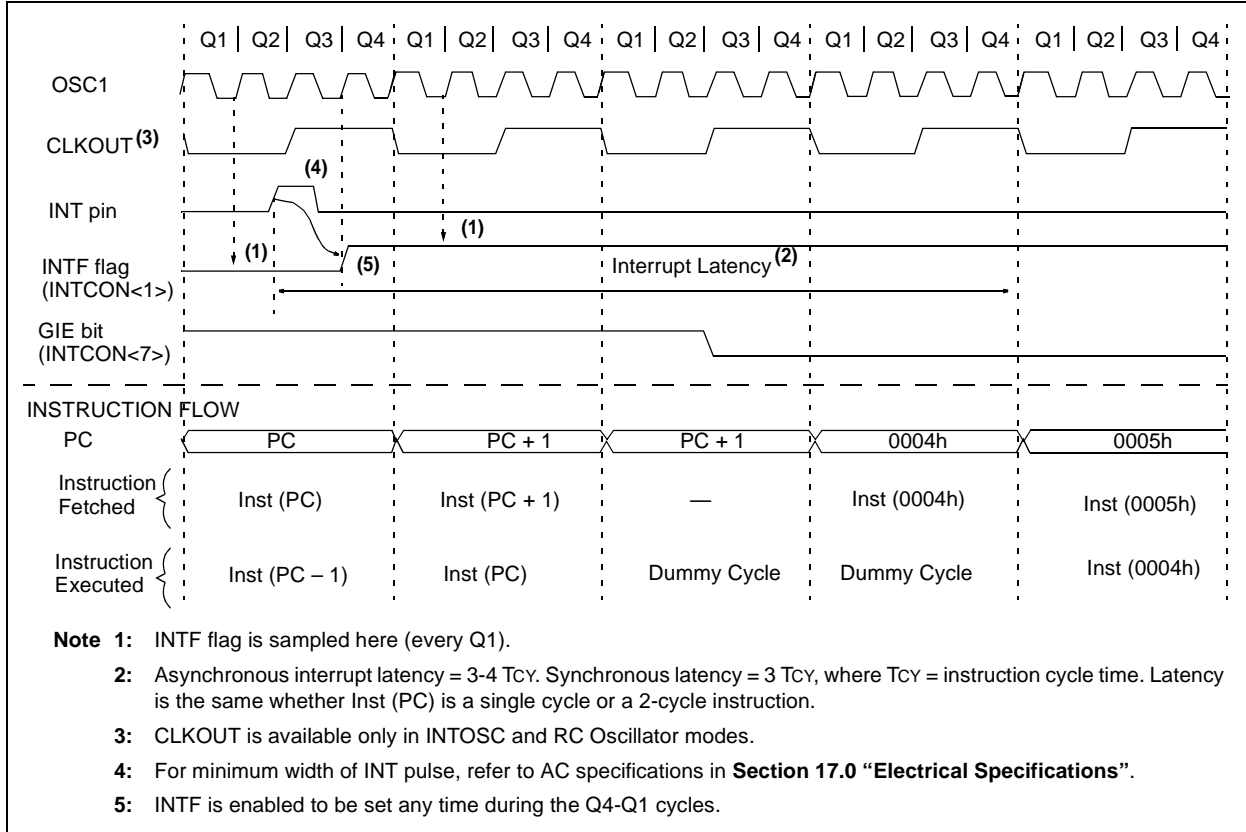 Q1 | Q2 | Q3 | Q4 Q1 | Q2 | Q3 | Q4 Q1 | Q2 | Q3 | Q4 Q1 | Q2 | Q3 | Q4 Q1 | Q2 | Q3 | Q4
OSC1
CLKOUT (3)
(4)
INT pin
(1)
(1)
(5)
INTF flag
(INTCON<1>)
Interrupt Latency (2)
GIE bit
(INTCON<7>)
INSTRUCTION FLOW
PC PC PC + 1 PC + 1 0004h 0005h
Instruction
Fetched
Inst (PC) Inst (PC + 1) — Inst (0004h) Inst (0005h)
Instruction
Executed
Inst (PC – 1) Inst (PC) Dummy Cycle Dummy Cycle Inst (0004h)
Note 1: INTF flag is sampled here (every Q1).
2: Asynchronous interrupt latency = 3-4 TCY. Synchronous latency = 3 TCY, where TCY = instruction cycle time. Latency
is the same whether Inst (PC) is a single cycle or a 2-cycle instruction.
3: CLKOUT is available only in INTOSC and RC Oscillator modes.
4: For minimum width of INT pulse, refer to AC specifications in Section 17.0 “Electrical Specifications”.
5: INTF is enabled to be set any time during the Q4-Q1 cycles.